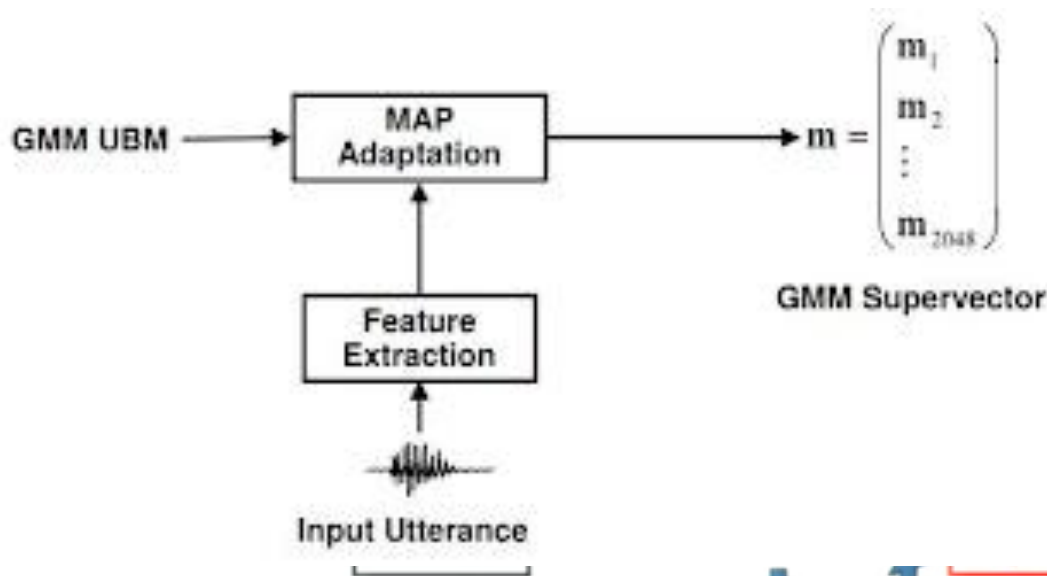 GMM UBM
MAP
Adaptation
m =
m1
m2
⋮
m2048
GMM Supervector
Feature
Extraction
Input Utterance